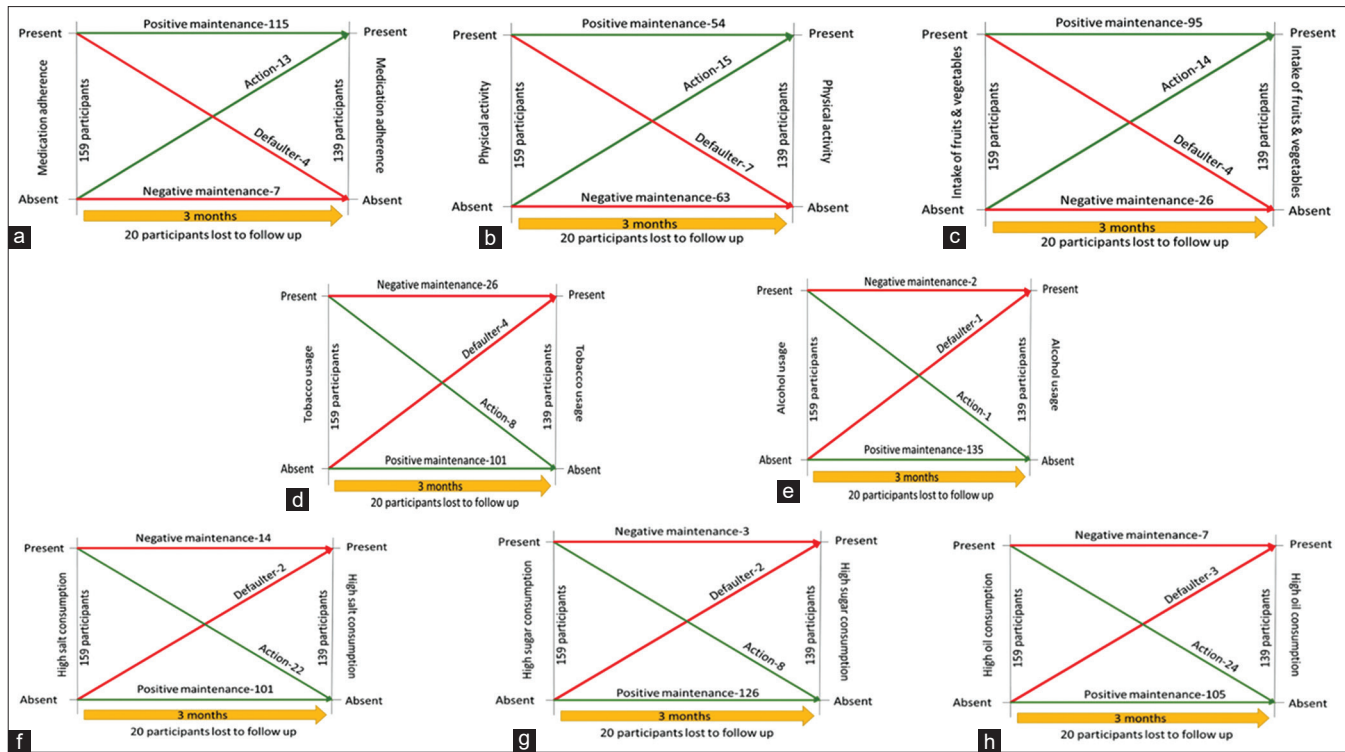 Positive maintenance-115
Present
Present
Medication adherence
159 participants
Action-13
Defaulter-4
139 participants
Medication adherence
Negative maintenance-7
Absent
Absent
3 months
20 participants lost to follow up
a
Positive maintenance-54
Present
Present
Physical activity
159 participants
Action-15
Defaulter-7
139 participants
Physical activity
Negative maintenance-63
Absent
Absent
3 months
20 participants lost to follow up
b
Positive maintenance-95
Present
Present
Intake of fruits & vegetables
159 participants
Action-14
Defaulter-4
139 participants
Intake of fruits & vegetables
Negative maintenance-26
Absent
Absent
3 months
20 participants lost to follow up
c
Negative maintenance-26
Present
Present
Tobacco usage
159 participants
Defaulter-4
Action-8
139 participants
Tobacco usage
Positive maintenance-101
Absent
Absent
3 months
20 participants lost to follow up
d
Negative maintenance-2
Present
Present
Alcohol usage
159 participants
Defaulter-1
Action-1
139 participants
Alcohol usage
Positive maintenance-135
Absent
Absent
3 months
20 participants lost to follow up
e
Negative maintenance-14
Present
Present
High salt consumption
159 participants
Defaulter-2
Action-22
139 participants
High salt consumption
Positive maintenance-101
Absent
Absent
3 months
20 participants lost to follow up
f
Negative maintenance-3
Present
Present
High sugar consumption
159 participants
Defaulter-2
Action-8
139 participants
High sugar consumption
Positive maintenance-126
Absent
Absent
3 months
20 participants lost to follow up
g
Negative maintenance-7
Present
Present
High oil consumption
159 participants
Defaulter-3
Action-24
139 participants
High oil consumption
Positive maintenance-105
Absent
Absent
3 months
20 participants lost to follow up
h